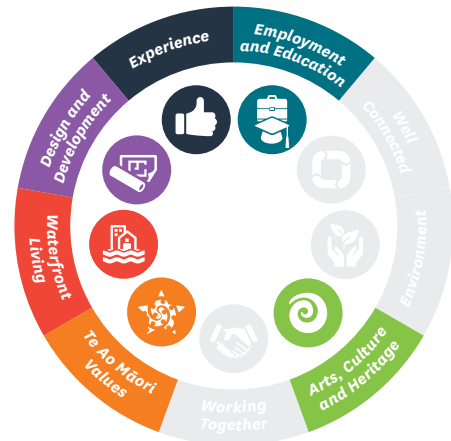 Experience
Employment
and Education
Well
Connected
Environment
Arts, Culture
and Heritage
Working
Together
Te Ao Māori
Values
Waterfront
Living
Design and
Development